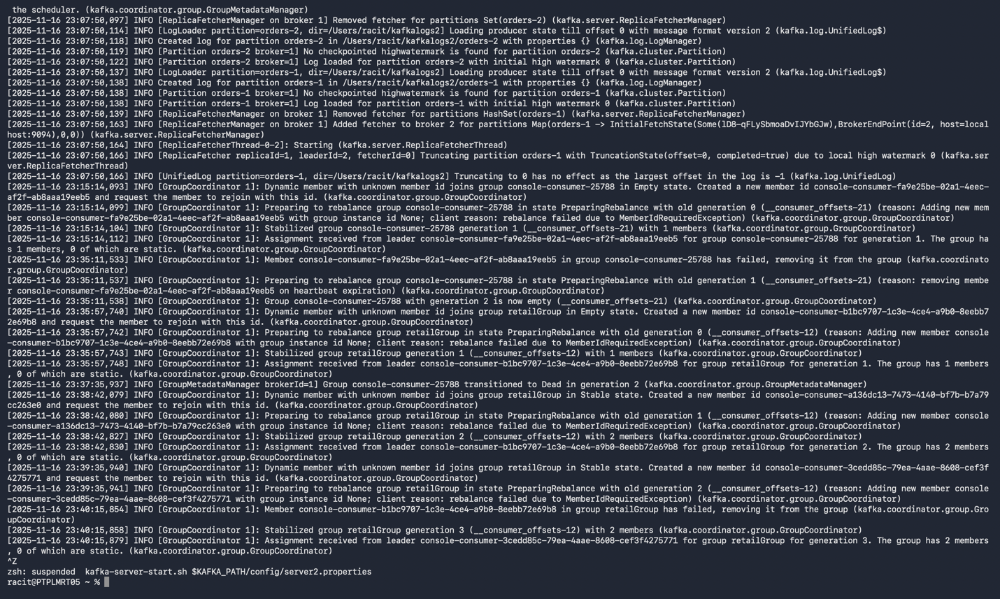 the scheduler. (kafka.coordinator.group.GroupMetadataManager)
[2025-11-16 23:07:50,097] INFO [ReplicaFetcherManager on broker 1] Removed fetcher for partitions Set(orders-2) (kafka.server.ReplicaFetcherManager)
[2025-11-16 23:07:50,114] INFO [LogLoader partition=orders-2, dir=/Users/racit/kafkalogs2] Loading producer state till offset 0 with message format version 2 (kafka.log.UnifiedLog$)
[2025-11-16 23:07:50,118] INFO Created log for partition orders-2 in /Users/racit/kafkalogs2/orders-2 with properties {} (kafka.log.LogManager)
[2025-11-16 23:07:50,119] INFO [Partition orders-2 broker=1] No checkpointed highwatermark is found for partition orders-2 (kafka.cluster.Partition)
[2025-11-16 23:07:50,122] INFO [Partition orders-2 broker=1] Log loaded for partition orders-2 with initial high watermark 0 (kafka.cluster.Partition)
[2025-11-16 23:07:50,137] INFO [LogLoader partition=orders-1, dir=/Users/racit/kafkalogs2] Loading producer state till offset 0 with message format version 2 (kafka.log.UnifiedLog$)
[2025-11-16 23:07:50,138] INFO Created log for partition orders-1 in /Users/racit/kafkalogs2/orders-1 with properties {} (kafka.log.LogManager)
[2025-11-16 23:07:50,138] INFO [Partition orders-1 broker=1] No checkpointed highwatermark is found for partition orders-1 (kafka.cluster.Partition)
[2025-11-16 23:07:50,138] INFO [Partition orders-1 broker=1] Log loaded for partition orders-1 with initial high watermark 0 (kafka.cluster.Partition)
[2025-11-16 23:07:50,139] INFO [ReplicaFetcherManager on broker 1] Removed fetcher for partitions HashSet(orders-1) (kafka.server.ReplicaFetcherManager)
[2025-11-16 23:07:50,163] INFO [ReplicaFetcherManager on broker 1] Added fetcher to broker 2 for partitions Map(orders-1 -> InitialFetchState(Some(lD8-qFLySbmoaDvIJYbGJw),BrokerEndPoint(id=2, host=local
host:9094),0,0)) (kafka.server.ReplicaFetcherManager)
[2025-11-16 23:07:50,164] INFO [ReplicaFetcherThread-0-2]: Starting (kafka.server.ReplicaFetcherThread)
[2025-11-16 23:07:50,166] INFO [ReplicaFetcher replicaId=1, leaderId=2, fetcherId=0] Truncating partition orders-1 with TruncationState(offset=0, completed=true) due to local high watermark 0 (kafka.ser
ver.ReplicaFetcherThread)
[2025-11-16 23:07:50,166] INFO [UnifiedLog partition=orders-1, dir=/Users/racit/kafkalogs2] Truncating to 0 has no effect as the largest offset in the log is -1 (kafka.log.UnifiedLog)
[2025-11-16 23:15:14,093] INFO [GroupCoordinator 1]: Dynamic member with unknown member id joins group console-consumer-25788 in Empty state. Created a new member id console-consumer-fa9e25be-02a1-4eec-
af2f-ab8aaa19eeb5 and request the member to rejoin with this id. (kafka.coordinator.group.GroupCoordinator)
[2025-11-16 23:15:14,099] INFO [GroupCoordinator 1]: Preparing to rebalance group console-consumer-25788 in state PreparingRebalance with old generation 0 (__consumer_offsets-21) (reason: Adding new mem
ber console-consumer-fa9e25be-02a1-4eec-af2f-ab8aaa19eeb5 with group instance id None; client reason: rebalance failed due to MemberIdRequiredException) (kafka.coordinator.group.GroupCoordinator)
[2025-11-16 23:15:14,104] INFO [GroupCoordinator 1]: Stabilized group console-consumer-25788 generation 1 (__consumer_offsets-21) with 1 members (kafka.coordinator.group.GroupCoordinator)
[2025-11-16 23:15:14,112] INFO [GroupCoordinator 1]: Assignment received from leader console-consumer-fa9e25be-02a1-4eec-af2f-ab8aaa19eeb5 for group console-consumer-25788 for generation 1. The group ha
s 1 members, 0 of which are static. (kafka.coordinator.group.GroupCoordinator)
[2025-11-16 23:35:11,533] INFO [GroupCoordinator 1]: Member console-consumer-fa9e25be-02a1-4eec-af2f-ab8aaa19eeb5 in group console-consumer-25788 has failed, removing it from the group (kafka.coordinato
r.group.GroupCoordinator)
[2025-11-16 23:35:11,537] INFO [GroupCoordinator 1]: Preparing to rebalance group console-consumer-25788 in state PreparingRebalance with old generation 1 (__consumer_offsets-21) (reason: removing membe
r console-consumer-fa9e25be-02a1-4eec-af2f-ab8aaa19eeb5 on heartbeat expiration) (kafka.coordinator.group.GroupCoordinator)
[2025-11-16 23:35:11,538] INFO [GroupCoordinator 1]: Group console-consumer-25788 with generation 2 is now empty (__consumer_offsets-21) (kafka.coordinator.group.GroupCoordinator)
[2025-11-16 23:35:57,740] INFO [GroupCoordinator 1]: Dynamic member with unknown member id joins group retailGroup in Empty state. Created a new member id console-consumer-b1bc9707-1c3e-4ce4-a9b0-8eebb7
2e69b8 and request the member to rejoin with this id. (kafka.coordinator.group.GroupCoordinator)
[2025-11-16 23:35:57,742] INFO [GroupCoordinator 1]: Preparing to rebalance group retailGroup in state PreparingRebalance with old generation 0 (__consumer_offsets-12) (reason: Adding new member console
-consumer-b1bc9707-1c3e-4ce4-a9b0-8eebb72e69b8 with group instance id None; client reason: rebalance failed due to MemberIdRequiredException) (kafka.coordinator.group.GroupCoordinator)
[2025-11-16 23:35:57,743] INFO [GroupCoordinator 1]: Stabilized group retailGroup generation 1 (__consumer_offsets-12) with 1 members (kafka.coordinator.group.GroupCoordinator)
[2025-11-16 23:35:57,748] INFO [GroupCoordinator 1]: Assignment received from leader console-consumer-b1bc9707-1c3e-4ce4-a9b0-8eebb72e69b8 for group retailGroup for generation 1. The group has 1 members
, 0 of which are static. (kafka.coordinator.group.GroupCoordinator)
[2025-11-16 23:37:35,937] INFO [GroupMetadataManager brokerId=1] Group console-consumer-25788 transitioned to Dead in generation 2 (kafka.coordinator.group.GroupMetadataManager)
[2025-11-16 23:38:42,079] INFO [GroupCoordinator 1]: Dynamic member with unknown member id joins group retailGroup in Stable state. Created a new member id console-consumer-a136dc13-7473-4140-bf7b-b7a79
cc263e0 and request the member to rejoin with this id. (kafka.coordinator.group.GroupCoordinator)
[2025-11-16 23:38:42,080] INFO [GroupCoordinator 1]: Preparing to rebalance group retailGroup in state PreparingRebalance with old generation 1 (__consumer_offsets-12) (reason: Adding new member console
-consumer-a136dc13-7473-4140-bf7b-b7a79cc263e0 with group instance id None; client reason: rebalance failed due to MemberIdRequiredException) (kafka.coordinator.group.GroupCoordinator)
[2025-11-16 23:38:42,827] INFO [GroupCoordinator 1]: Stabilized group retailGroup generation 2 (__consumer_offsets-12) with 2 members (kafka.coordinator.group.GroupCoordinator)
[2025-11-16 23:38:42,830] INFO [GroupCoordinator 1]: Assignment received from leader console-consumer-b1bc9707-1c3e-4ce4-a9b0-8eebb72e69b8 for group retailGroup for generation 2. The group has 2 members
, 0 of which are static. (kafka.coordinator.group.GroupCoordinator)
[2025-11-16 23:39:35,940] INFO [GroupCoordinator 1]: Dynamic member with unknown member id joins group retailGroup in Stable state. Created a new member id console-consumer-3cedd85c-79ea-4aae-8608-cef3f
4275771 and request the member to rejoin with this id. (kafka.coordinator.group.GroupCoordinator)
[2025-11-16 23:39:35,941] INFO [GroupCoordinator 1]: Preparing to rebalance group retailGroup in state PreparingRebalance with old generation 2 (__consumer_offsets-12) (reason: Adding new member console
-consumer-3cedd85c-79ea-4aae-8608-cef3f4275771 with group instance id None; client reason: rebalance failed due to MemberIdRequiredException) (kafka.coordinator.group.GroupCoordinator)
[2025-11-16 23:40:15,854] INFO [GroupCoordinator 1]: Member console-consumer-b1bc9707-1c3e-4ce4-a9b0-8eebb72e69b8 in group retailGroup has failed, removing it from the group (kafka.coordinator.group.Gro
upCoordinator)
[2025-11-16 23:40:15,858] INFO [GroupCoordinator 1]: Stabilized group retailGroup generation 3 (__consumer_offsets-12) with 2 members (kafka.coordinator.group.GroupCoordinator)
[2025-11-16 23:40:15,879] INFO [GroupCoordinator 1]: Assignment received from leader console-consumer-3cedd85c-79ea-4aae-8608-cef3f4275771 for group retailGroup for generation 3. The group has 2 members
, 0 of which are static. (kafka.coordinator.group.GroupCoordinator)
^Z
zsh: suspended  kafka-server-start.sh $KAFKA_PATH/config/server2.properties
racit@PTPLMRT05 ~ %